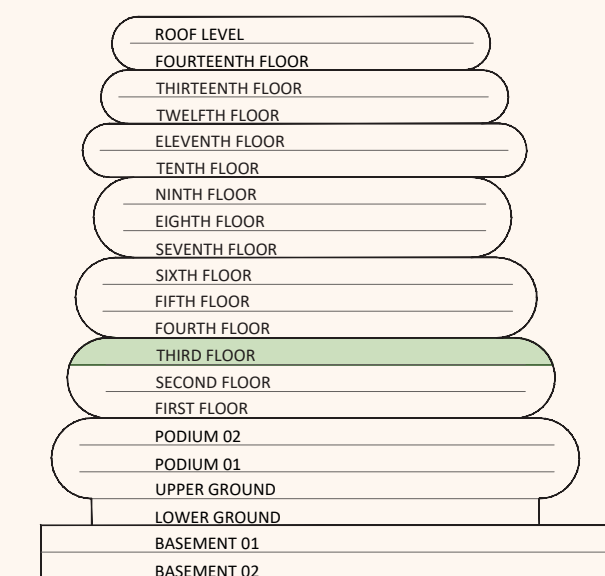 ROOF LEVEL
FOURTEENTH FLOOR
THIRTEENTH FLOOR
TWELFTH FLOOR
ELEVENTH FLOOR
TENTH FLOOR
NINTH FLOOR
EIGHTH FLOOR
SEVENTH FLOOR
SIXTH FLOOR
FIFTH FLOOR
FOURTH FLOOR
THIRD FLOOR
SECOND FLOOR
FIRST FLOOR
PODIUM 02
PODIUM 01
UPPER GROUND
LOWER GROUND
BASEMENT 01
BASEMENT 02